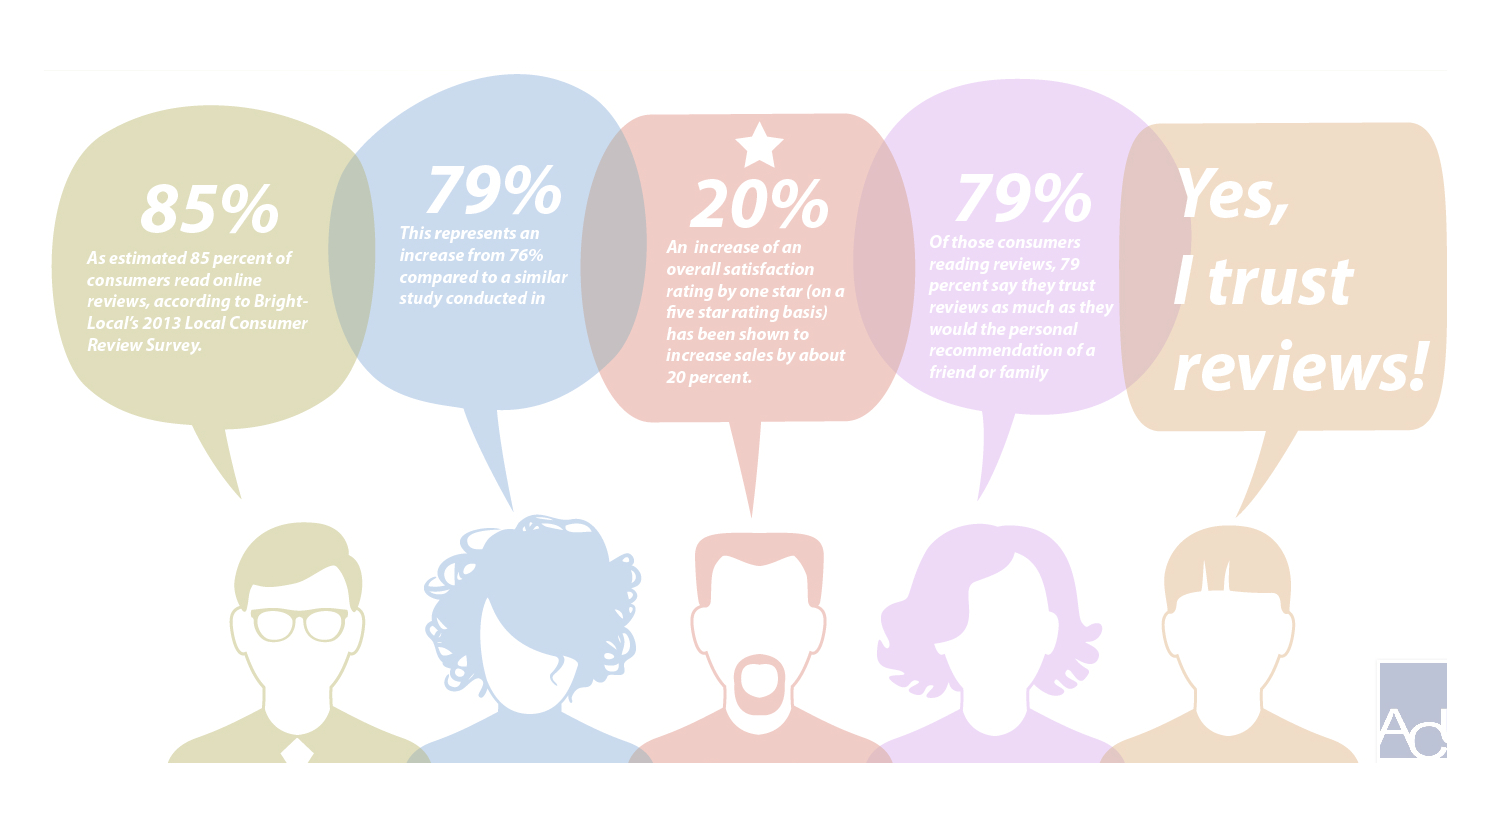 85%
As estimated 85 percent of
consumers read online
reviews, according to Bright-
Local's 2013 Local Consumer
Review Survey.
79%
This represents an
increase from 76%
compared to a similar
study conducted in
20%
An increase of an
overall satisfaction
rating by one star (on a
five star rating basis)
has been shown to
increase sales by about
20 percent.
79%
Of those consumers
reading reviews, 79
percent say they trust
reviews as much as they
would the personal
recommendation of a
friend or family
Yes,
I trust
reviews!